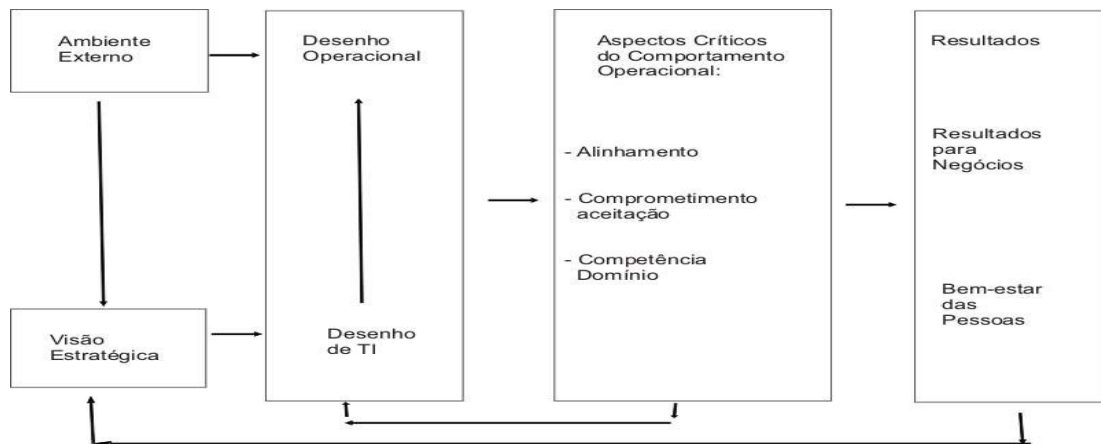 Ambiente
Externo
Visão
Estratégica
Desenho
Operacional
Desenho
de TI
Aspectos Críticos
do Comportamento
Operacional:
- Alinhamento
- Comprometimento
aceitação
- Competência
Domínio
Resultados
Resultados
para
Negócios
Bem-estar
das
Pessoas